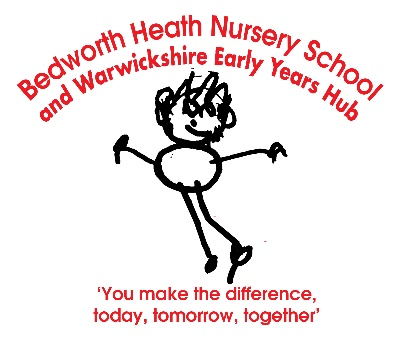 Bedworth Heath Nursery School
and Warwickshire Early Years Hub
‘You make the difference,
today, tomorrow, together’